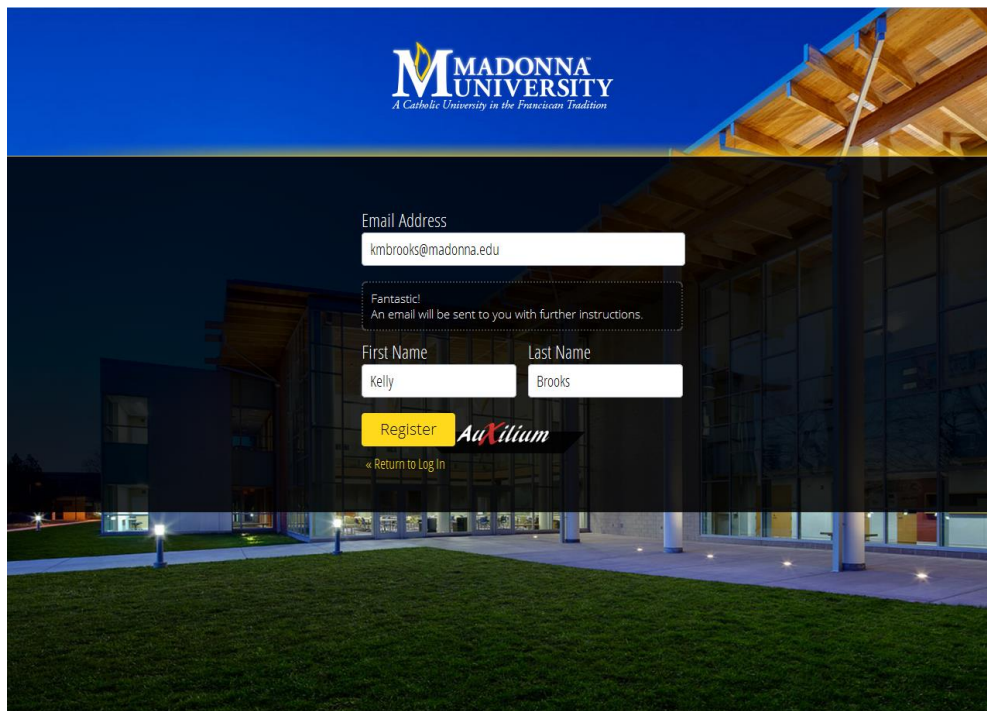 MADONNA
UNIVERSITY
A Catholic University in the Franciscan Tradition
Email Address
kmbrooks@madonna.edu
Fantastic!
An email will be sent to you with further instructions.
First Name Last Name
Kelly Brooks
Register AuXilium
« Return to Log In